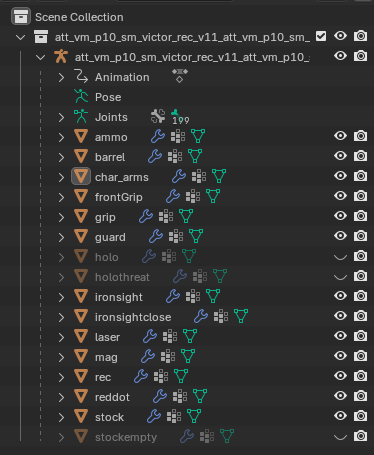 Scene Collection
att_vm_p10_sm_victor_rec_v11_att_vm_p10_sm_
att_vm_p10_sm_victor_rec_v11_att_vm_p10_
Animation
Pose
Joints 199
ammo
barrel
char_arms
frontGrip
grip
guard
holo
holothreat
ironsight
ironsightclose
laser
mag
rec
reddot
stock
stockempty